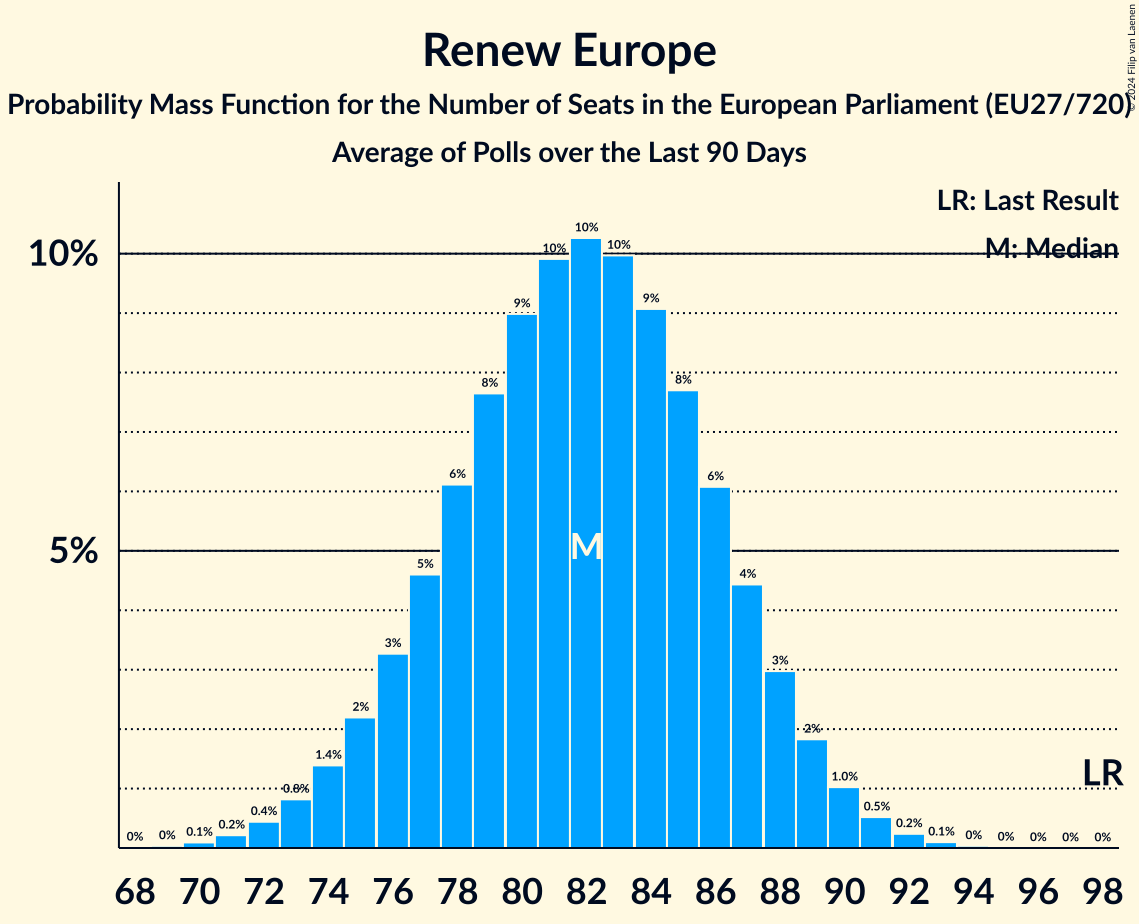 Renew Europe
Probability Mass Function for the Number of Seats in the European Parliament (EU27/720)
Average of Polls over the Last 90 Days
© 2024 Filip van Laenen
LR: Last Result
M: Median
10%
5%
0% 0% 0.1% 0.2% 0.4% 0.8% 1.4% 2% 3% 5% 6% 8% 9% 10% 10% 10% 9% 8% 6% 4% 3% 2% 1.0% 0.5% 0.2% 0.1% 0% 0% 0% 0% 0%
M
LR
68 70 72 74 76 78 80 82 84 86 88 90 92 94 96 98